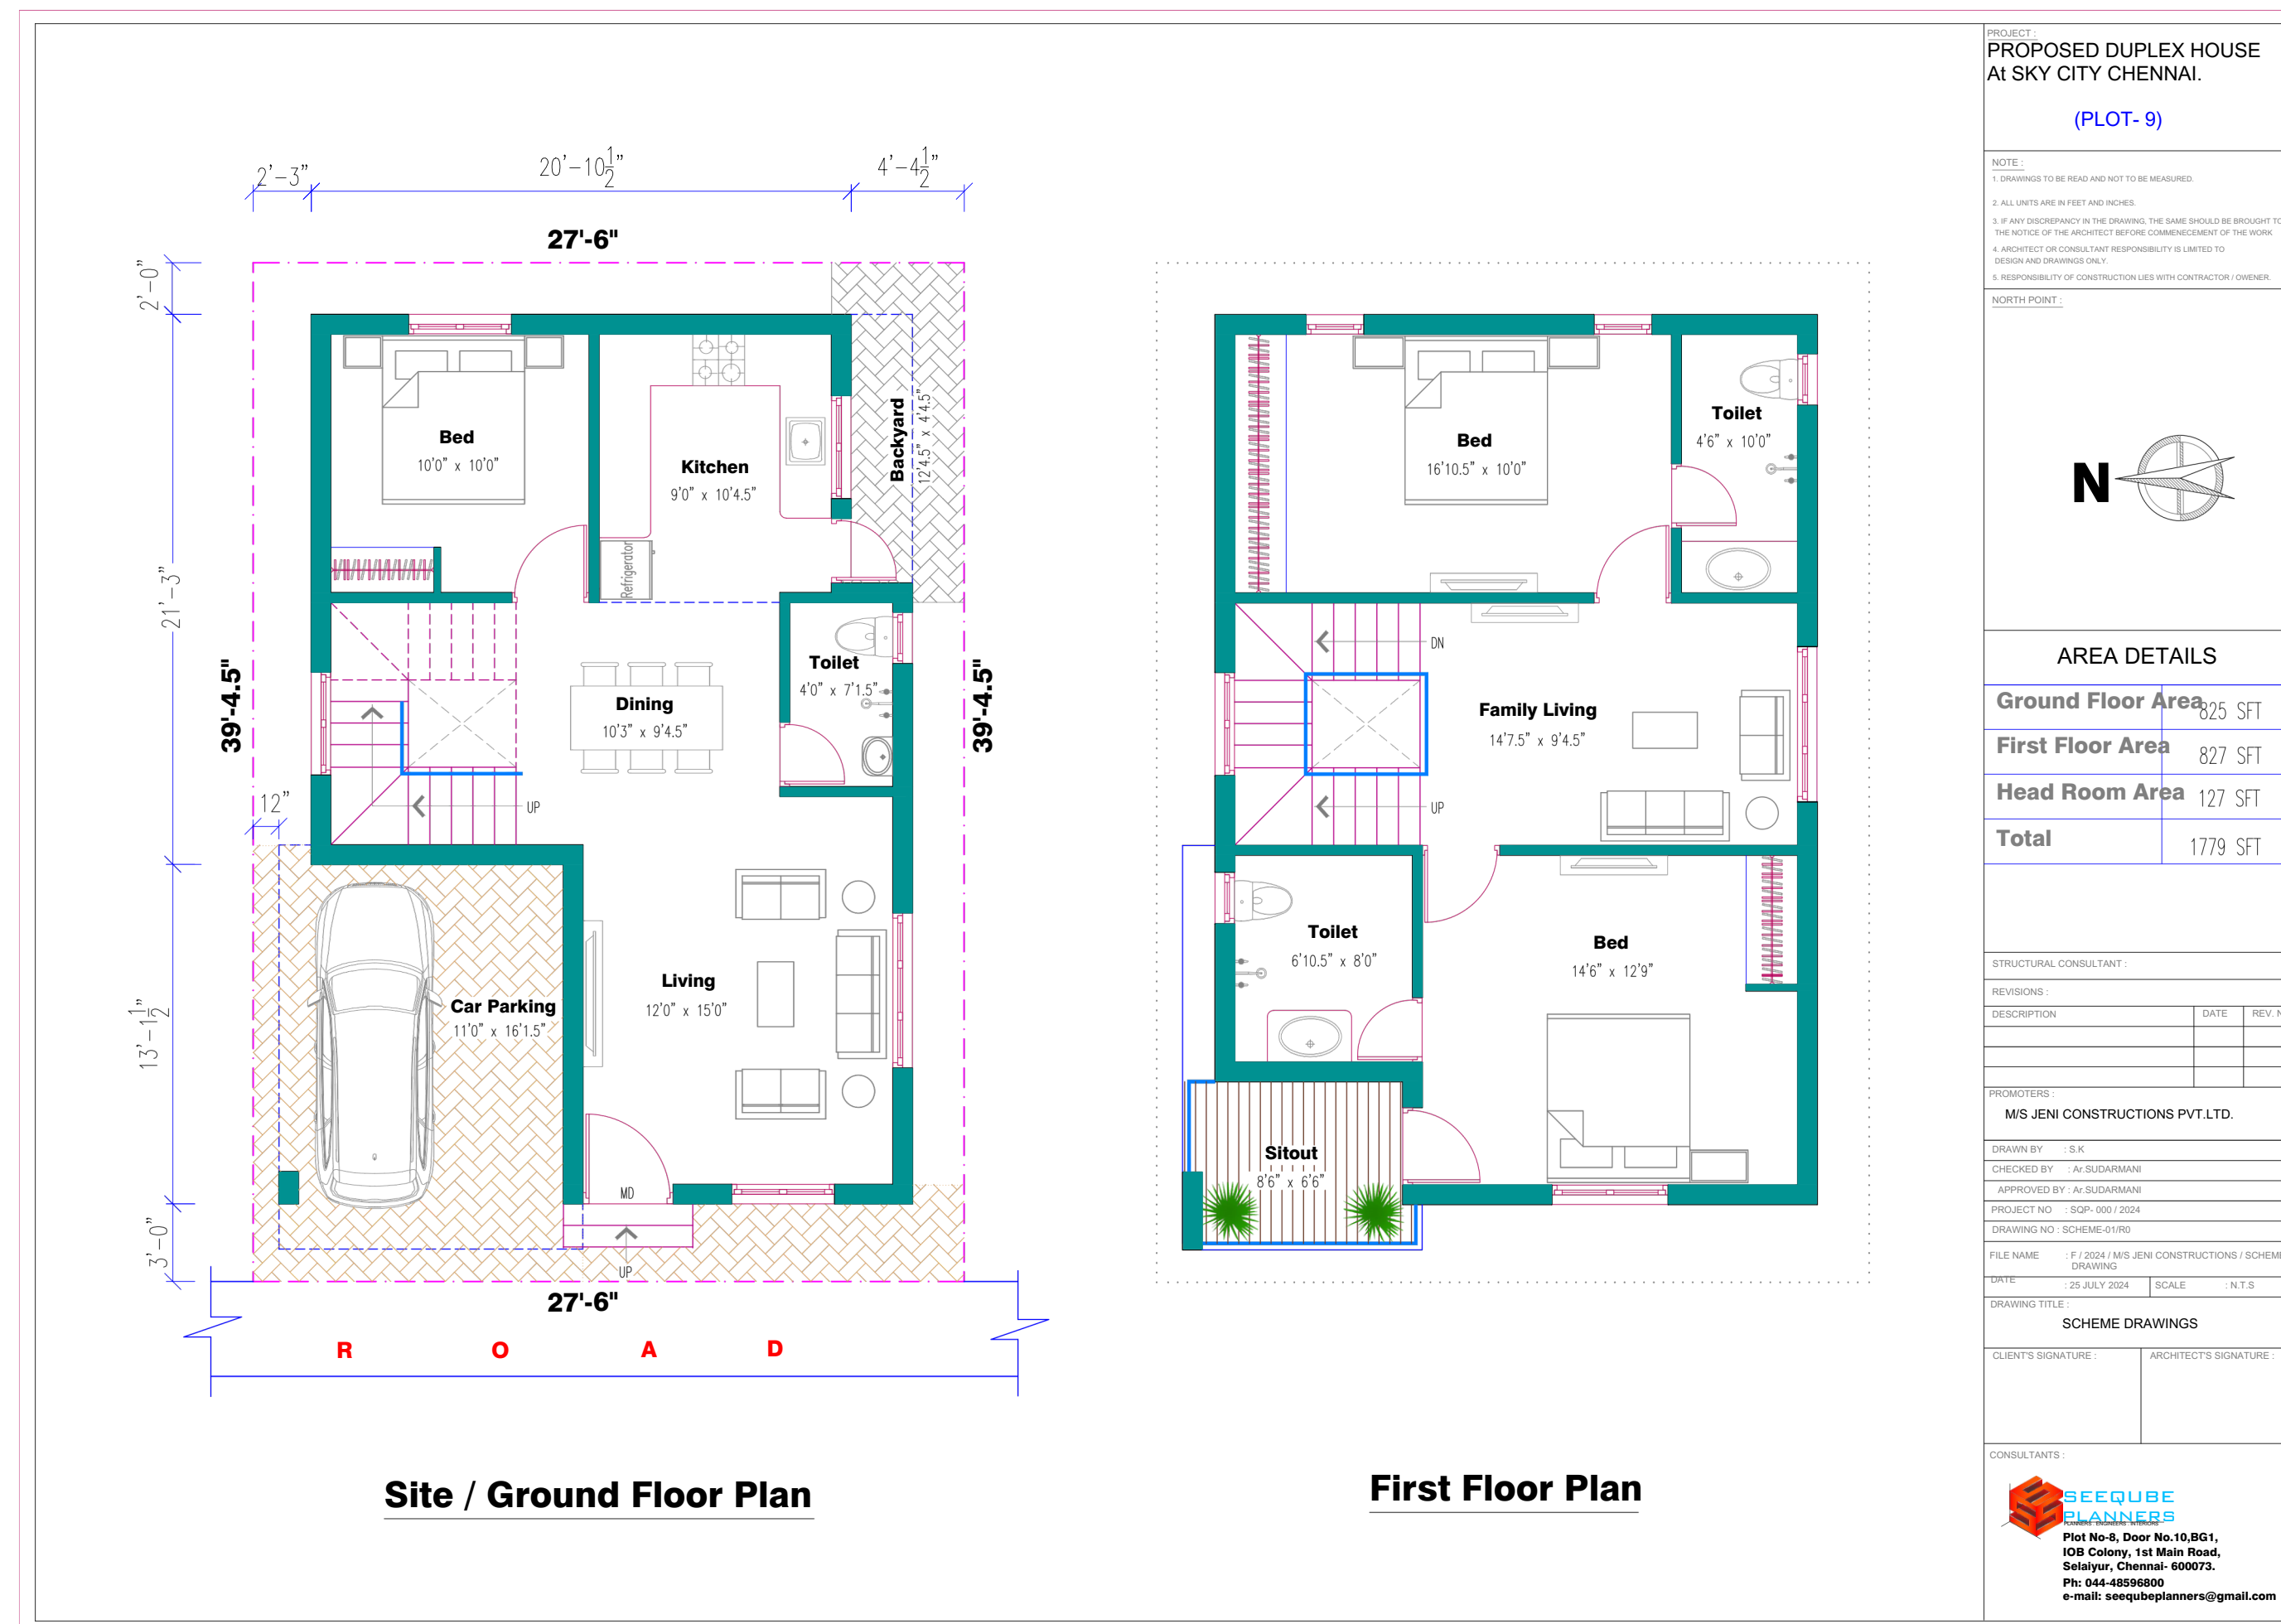 2'-3"
20'-10½"
4'-4½"
27'-6"
2'-0"
21'-3"
13'-1½"
3'-0"
39'-4.5"
39'-4.5"
12"
Bed
10'0" x 10'0"
Kitchen
9'0" x 10'4.5"
Refrigerator
Backyard
12'4.5" x 4'4.5"
Toilet
4'0" x 7'1.5"
Dining
10'3" x 9'4.5"
UP
Living
12'0" x 15'0"
Car Parking
11'0" x 16'1.5"
MD
UP
27'-6"
R O A D
Site / Ground Floor Plan
Bed
16'10.5" x 10'0"
Toilet
4'6" x 10'0"
DN
Family Living
14'7.5" x 9'4.5"
UP
Toilet
6'10.5" x 8'0"
Bed
14'6" x 12'9"
Sitout
8'6" x 6'6"
First Floor Plan
PROJECT :
PROPOSED DUPLEX HOUSE
At SKY CITY CHENNAI.
(PLOT- 9)
NOTE :
1. DRAWINGS TO BE READ AND NOT TO BE MEASURED.
2. ALL UNITS ARE IN FEET AND INCHES.
3. IF ANY DISCREPANCY IN THE DRAWING, THE SAME SHOULD BE BROUGHT TO
THE NOTICE OF THE ARCHITECT BEFORE COMMENECEMENT OF THE WORK
4. ARCHITECT OR CONSULTANT RESPONSIBILITY IS LIMITED TO
DESIGN AND DRAWINGS ONLY.
5. RESPONSIBILITY OF CONSTRUCTION LIES WITH CONTRACTOR / OWENER.
NORTH POINT :
N
AREA DETAILS
Ground Floor Area 825 SFT
First Floor Area 827 SFT
Head Room Area 127 SFT
Total 1779 SFT
STRUCTURAL CONSULTANT :
REVISIONS :
DESCRIPTION DATE REV. N
PROMOTERS :
M/S JENI CONSTRUCTIONS PVT.LTD.
DRAWN BY : S.K
CHECKED BY : Ar.SUDARMANI
APPROVED BY : Ar.SUDARMANI
PROJECT NO : SQP- 000 / 2024
DRAWING NO : SCHEME-01/R0
FILE NAME : F / 2024 / M/S JENI CONSTRUCTIONS / SCHEME
DRAWING
DATE : 25 JULY 2024 SCALE : N.T.S
DRAWING TITLE :
SCHEME DRAWINGS
CLIENT'S SIGNATURE : ARCHITECT'S SIGNATURE :
CONSULTANTS :
SEEQUBE
PLANNERS
PLANNERS . ENGINEERS . INTERIORS
Plot No-8, Door No.10,BG1,
IOB Colony, 1st Main Road,
Selaiyur, Chennai- 600073.
Ph: 044-48596800
e-mail: seequbeplanners@gmail.com